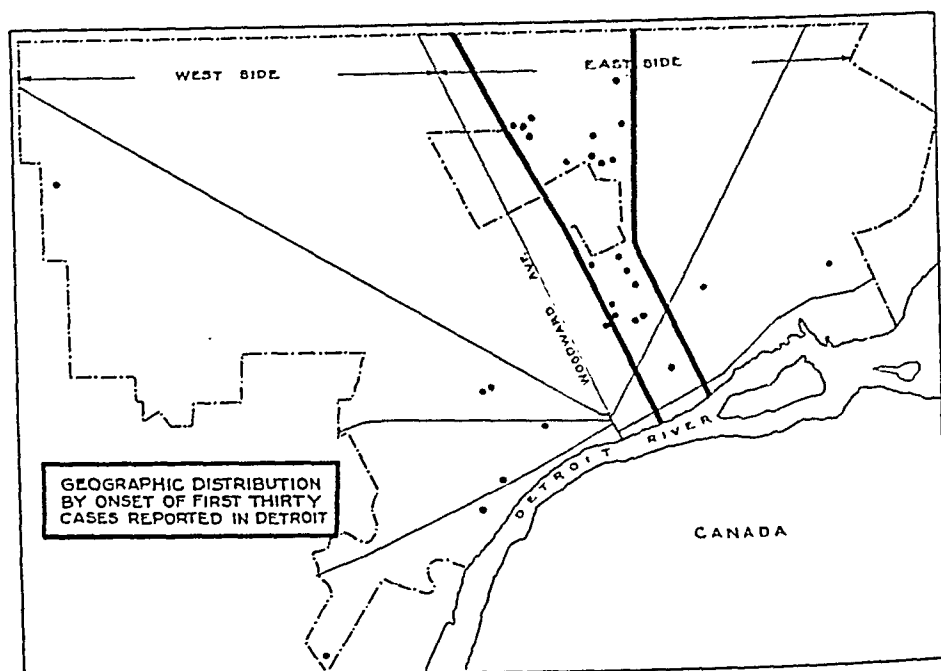 WEST SIDE
EAST SIDE
WOODWARD AVE.
DETROIT RIVER
GEOGRAPHIC DISTRIBUTION
BY ONSET OF FIRST THIRTY
CASES REPORTED IN DETROIT
CANADA